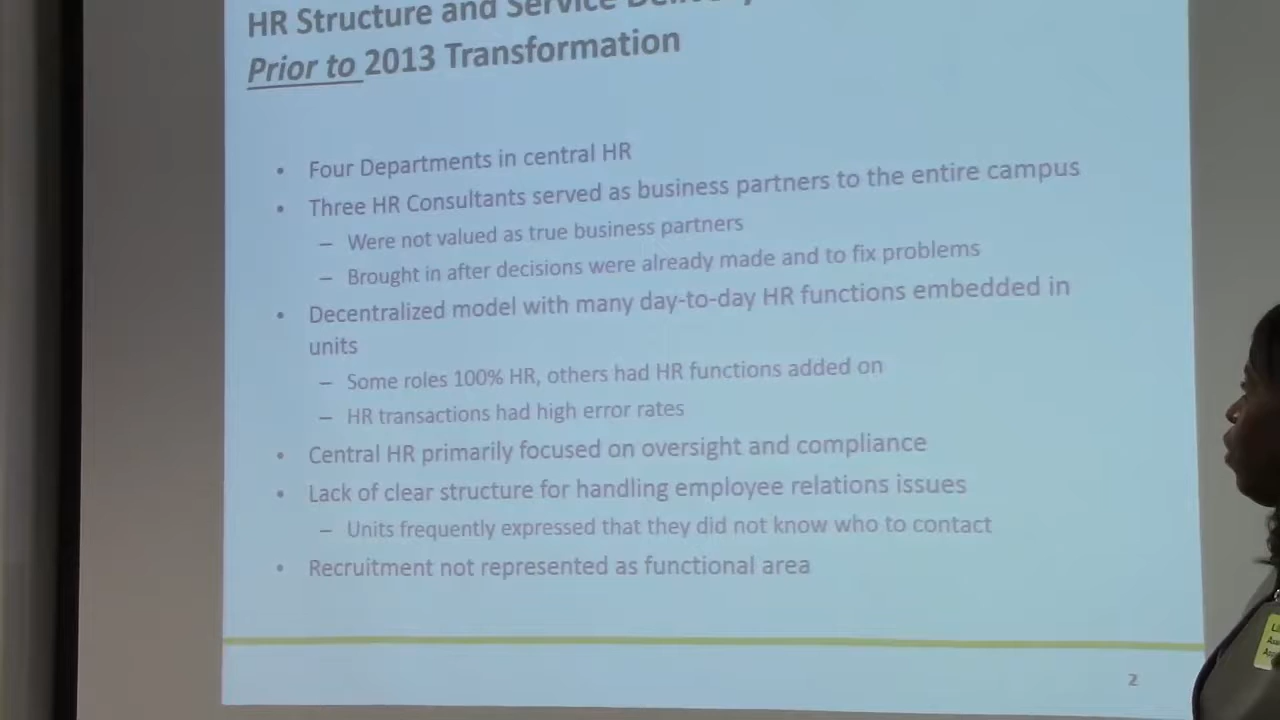 HR Structure and Service Delivery
Prior to 2013 Transformation
• Four Departments in central HR
• Three HR Consultants served as business partners to the entire campus
– Were not valued as true business partners
– Brought in after decisions were already made and to fix problems
• Decentralized model with many day-to-day HR functions embedded in
units
– Some roles 100% HR, others had HR functions added on
– HR transactions had high error rates
• Central HR primarily focused on oversight and compliance
• Lack of clear structure for handling employee relations issues
– Units frequently expressed that they did not know who to contact
• Recruitment not represented as functional area
2